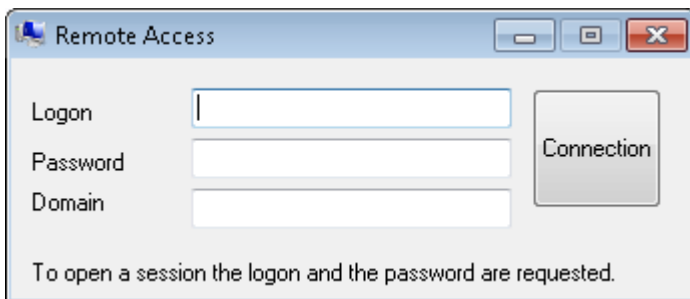 Remote Access
Logon
Password
Connection
Domain
To open a session the logon and the password are requested.